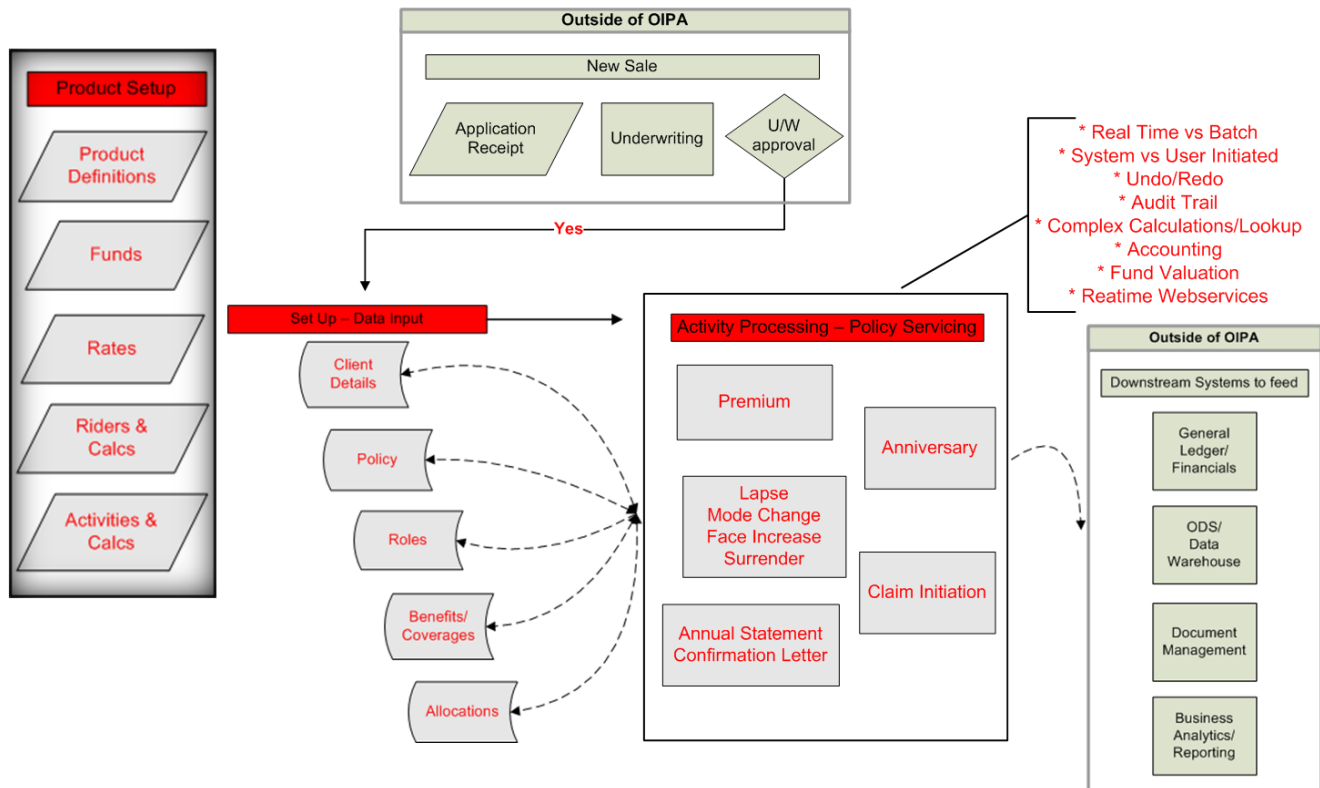 Outside of OIPA
New Sale
Application
Receipt
Underwriting
U/W
approval
Yes
Product Setup
Product
Definitions
Funds
Rates
Riders &
Calcs
Activities &
Calcs
Set Up – Data Input
Client
Details
Policy
Roles
Benefits/
Coverages
Allocations
Activity Processing – Policy Servicing
Premium
Anniversary
Lapse
Mode Change
Face Increase
Surrender
Claim Initiation
Annual Statement
Confirmation Letter
* Real Time vs Batch
* System vs User Initiated
* Undo/Redo
* Audit Trail
* Complex Calculations/Lookup
* Accounting
* Fund Valuation
* Reatime Webservices
Outside of OIPA
Downstream Systems to feed
General
Ledger/
Financials
ODS/
Data
Warehouse
Document
Management
Business
Analytics/
Reporting